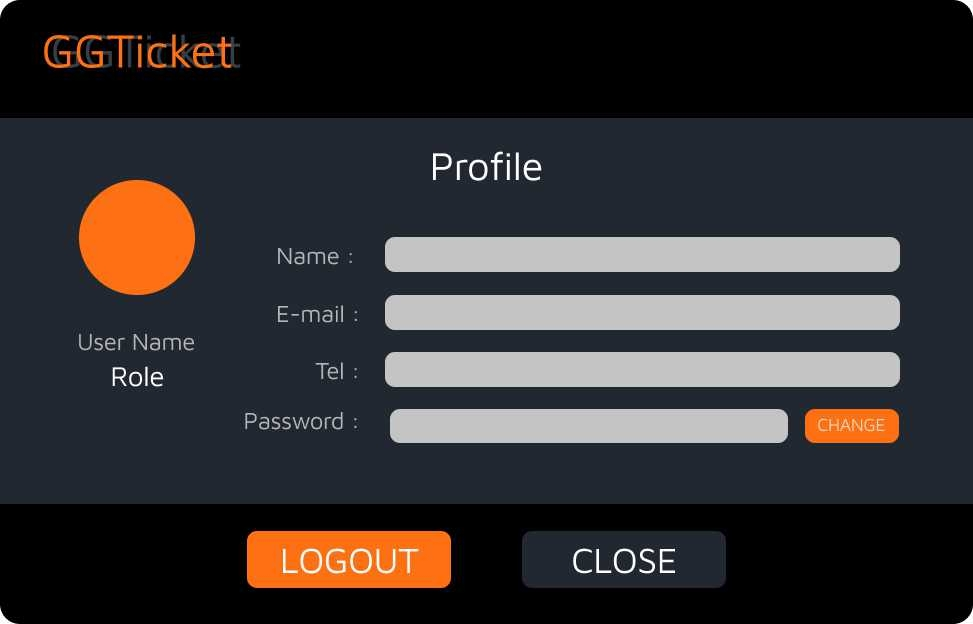 GGTicket
Profile
Name :
E-mail :
User Name
Tel :
Role
Password :
CHANGE
LOGOUT
CLOSE